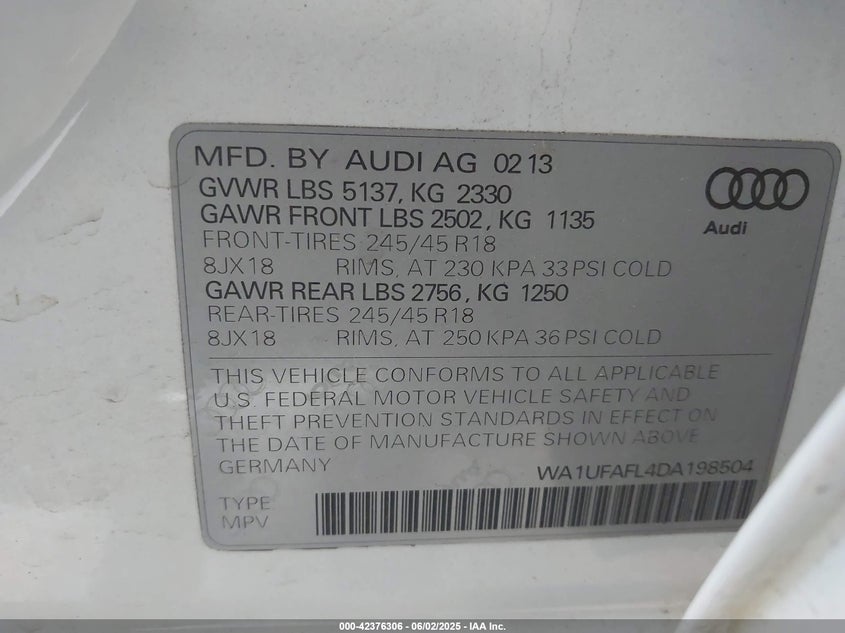 MFD. BY AUDI AG 02 13
GVWR LBS 5137, KG 2330
GAWR FRONT LBS 2502, KG 1135
FRONT-TIRES 245/45 R18
8JX18 RIMS, AT 230 KPA 33 PSI COLD
GAWR REAR LBS 2756, KG 1250
REAR-TIRES 245/45 R18
8JX18 RIMS, AT 250 KPA 36 PSI COLD
Audi
THIS VEHICLE CONFORMS TO ALL APPLICABLE
U.S. FEDERAL MOTOR VEHICLE SAFETY AND
THEFT PREVENTION STANDARDS IN EFFECT ON
THE DATE OF MANUFACTURE SHOWN ABOVE
GERMANY WA1UFAFL4DA198504
TYPE
MPV
000-42376306 - 06/02/2025 - IAA Inc.